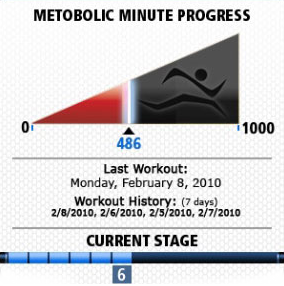 METOBOLIC MINUTE PROGRESS
0 1000
486
Last Workout:
Monday, February 8, 2010
Workout History: (7 days)
2/8/2010, 2/6/2010, 2/5/2010, 2/7/2010
CURRENT STAGE
6